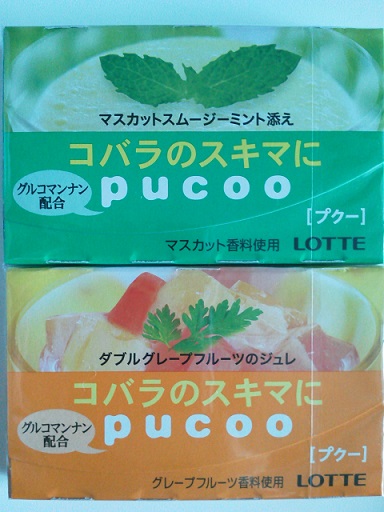 マスカットスムージーミント添え
コバラのスキマに
グルコマンナン
配合
pucoo
[プクー]
マスカット香料使用 LOTTE
ダブルグレープフルーツのジュレ
コバラのスキマに
グルコマンナン
配合
pucoo
[プクー]
グレープフルーツ香料使用 LOTTE